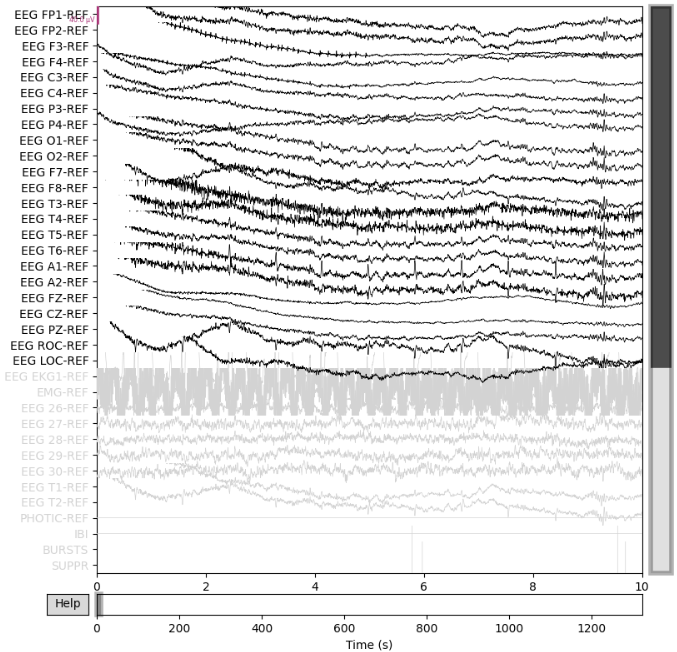 EEG FP1-REF
40.0 µV
EEG FP2-REF
EEG F3-REF
EEG F4-REF
EEG C3-REF
EEG C4-REF
EEG P3-REF
EEG P4-REF
EEG O1-REF
EEG O2-REF
EEG F7-REF
EEG F8-REF
EEG T3-REF
EEG T4-REF
EEG T5-REF
EEG T6-REF
EEG A1-REF
EEG A2-REF
EEG FZ-REF
EEG CZ-REF
EEG PZ-REF
EEG ROC-REF
EEG LOC-REF
EEG EKG1-REF
EMG-REF
EEG 26-REF
EEG 27-REF
EEG 28-REF
EEG 29-REF
EEG 30-REF
EEG T1-REF
EEG T2-REF
PHOTIC-REF
IBI
BURSTS
SUPPR
0 2 4 6 8 10
Help
0 200 400 600 800 1000 1200
Time (s)